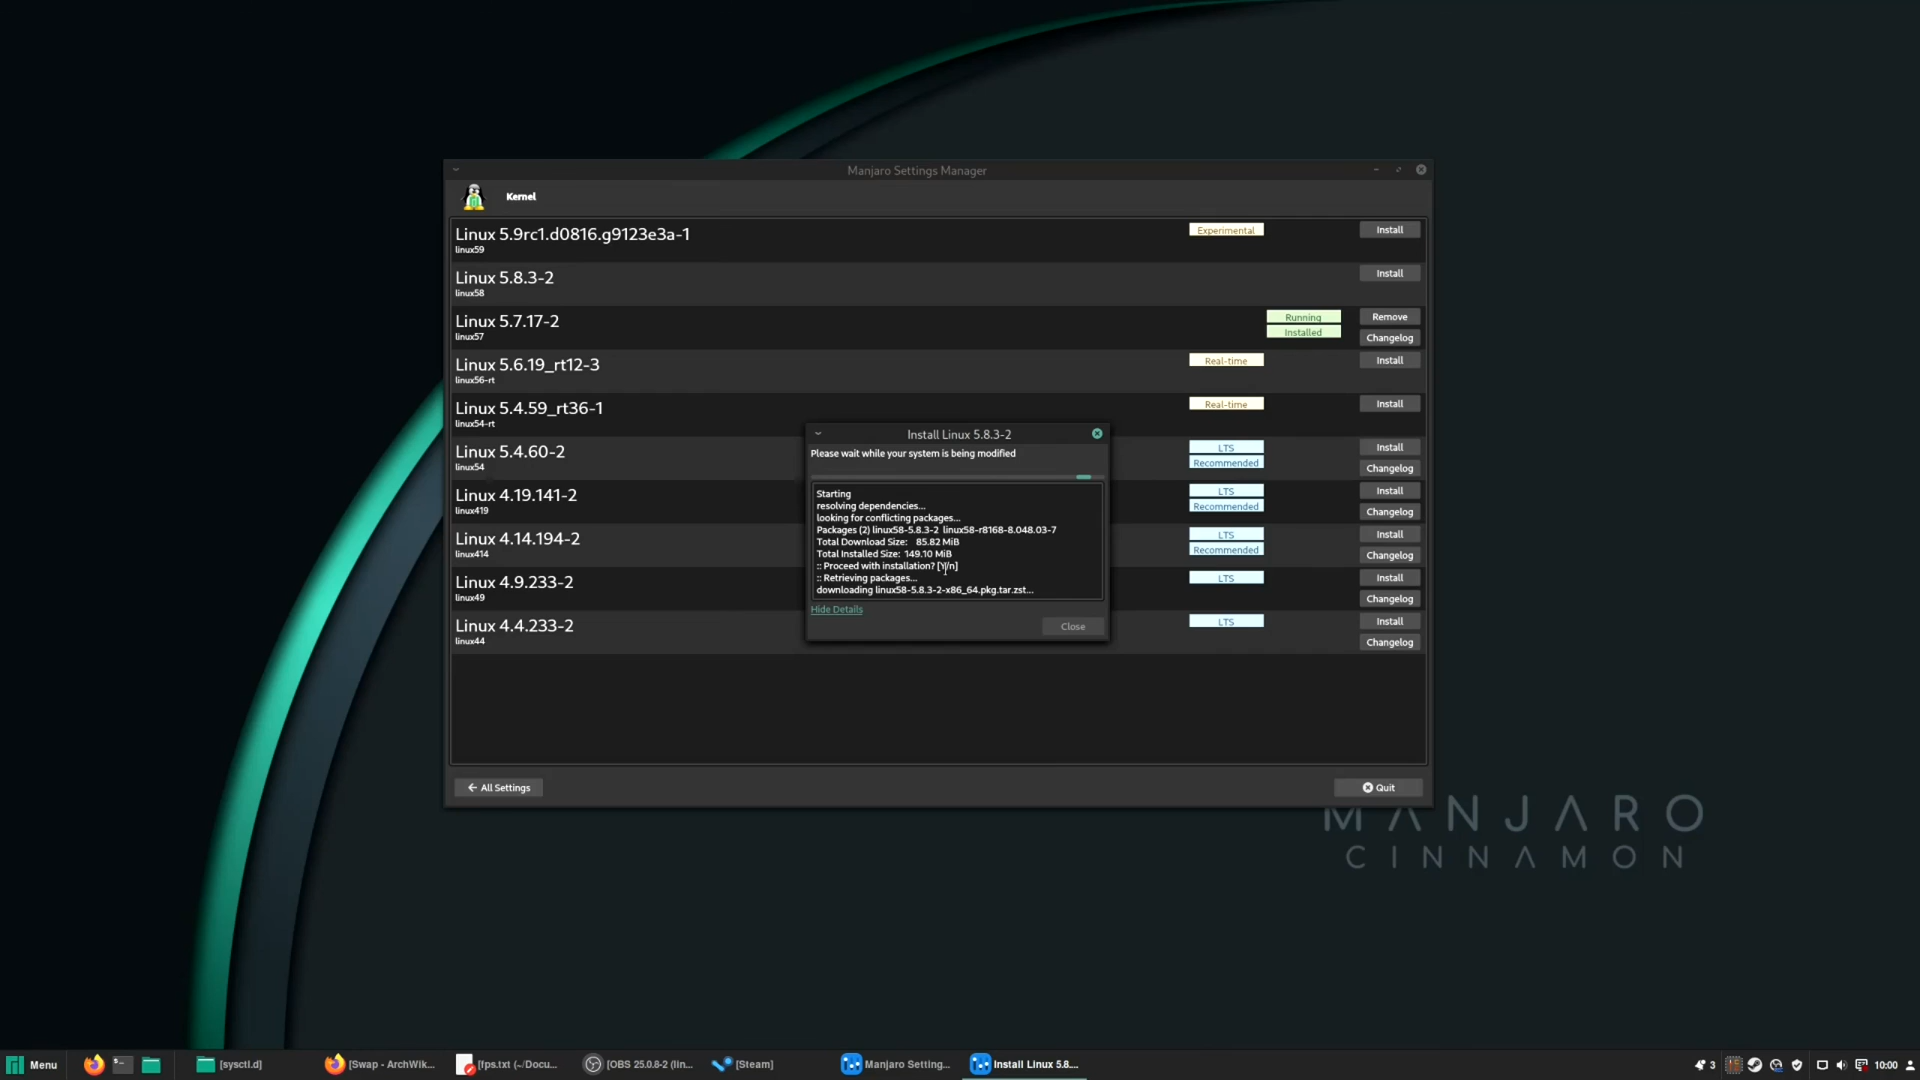 Manjaro Settings Manager
Kernel
Linux 5.9rc1.d0816.g9123e3a-1
linux59
Experimental
Install
Linux 5.8.3-2
linux58
Install
Linux 5.7.17-2
linux57
Running
Installed
Remove
Changelog
Linux 5.6.19_rt12-3
linux56-rt
Real-time
Install
Linux 5.4.59_rt36-1
linux54-rt
Real-time
Install
Linux 5.4.60-2
linux54
LTS
Recommended
Install
Changelog
Linux 4.19.141-2
linux419
LTS
Recommended
Install
Changelog
Linux 4.14.194-2
linux414
LTS
Recommended
Install
Changelog
Linux 4.9.233-2
linux49
LTS
Install
Changelog
Linux 4.4.233-2
linux44
LTS
Install
Changelog
Install Linux 5.8.3-2
Please wait while your system is being modified
Starting
resolving dependencies...
looking for conflicting packages...
Packages (2) linux58-5.8.3-2 linux58-r8168-8.048.03-7
Total Download Size: 85.82 MiB
Total Installed Size: 149.10 MiB
:: Proceed with installation? [Y/n]
:: Retrieving packages...
downloading linux58-5.8.3-2-x86_64.pkg.tar.zst...
Hide Details
Close
All Settings
Quit
MANJARO
CINNAMON
Menu
[sysctl.d]
[Swap - ArchWik...
[fps.txt (~/Docu...
[OBS 25.0.8-2 (lin...
[Steam]
Manjaro Setting...
Install Linux 5.8....
3
10:00